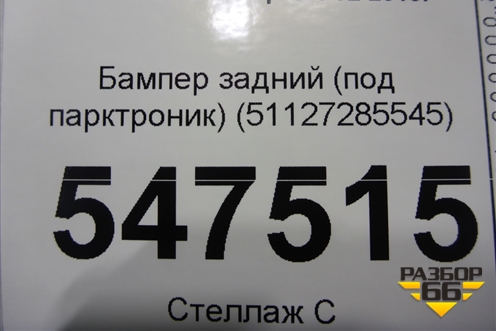 Бампер задний (под
парктроник) (51127285545)
547515
Стеллаж С
РАЗБОР
66